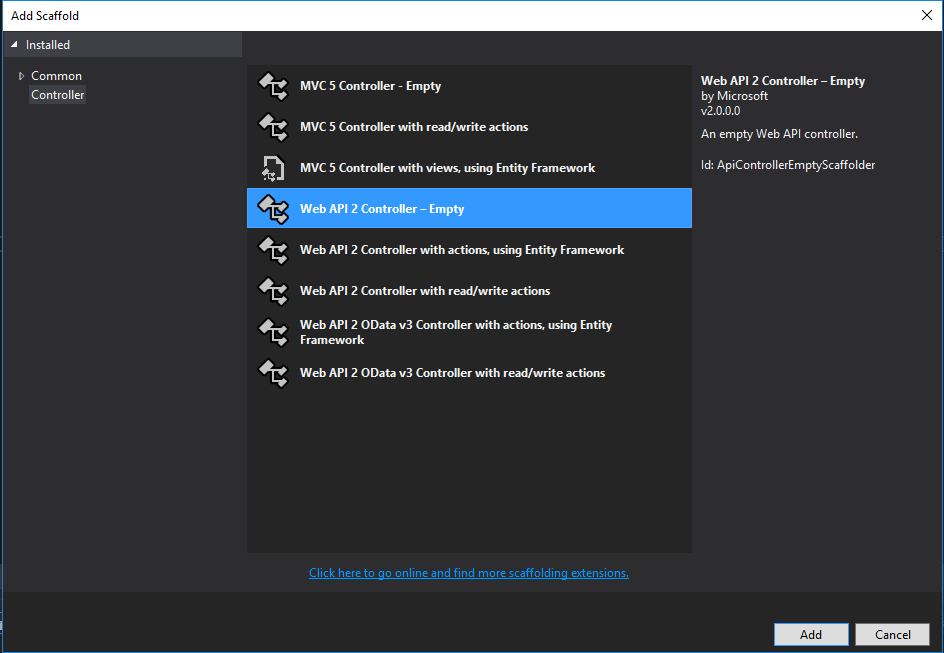 Add Scaffold
Installed
Common
Controller
MVC 5 Controller - Empty
MVC 5 Controller with read/write actions
MVC 5 Controller with views, using Entity Framework
Web API 2 Controller – Empty
Web API 2 Controller with actions, using Entity Framework
Web API 2 Controller with read/write actions
Web API 2 OData v3 Controller with actions, using Entity
Framework
Web API 2 OData v3 Controller with read/write actions
Click here to go online and find more scaffolding extensions.
Web API 2 Controller – Empty
by Microsoft
v2.0.0.0
An empty Web API controller.
Id: ApiControllerEmptyScaffolder
Add
Cancel